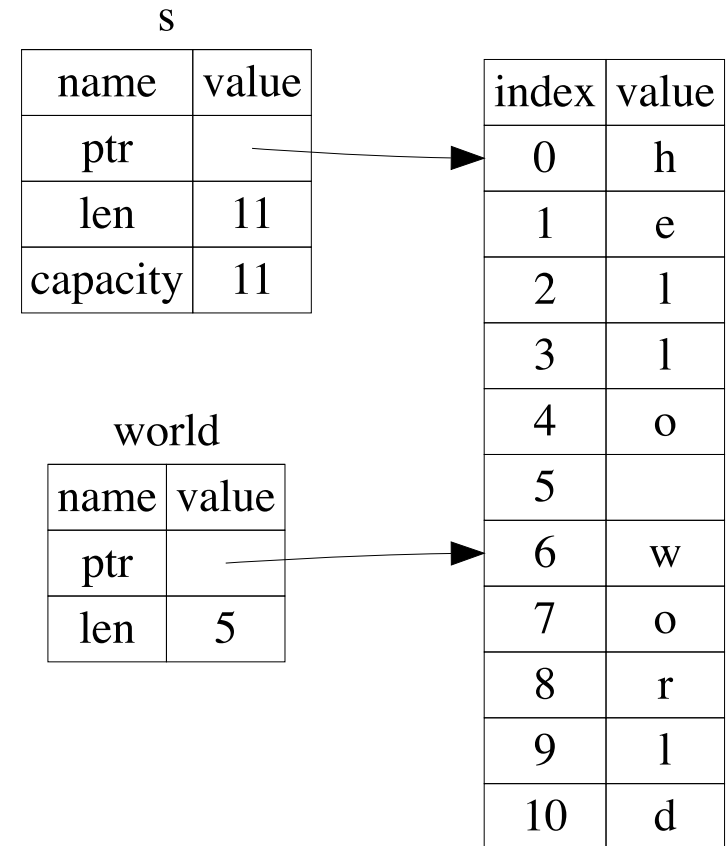 s
name value
ptr
len 11
capacity 11
world
name value
ptr
len 5
index value
0 h
1 e
2 l
3 l
4 o
5
6 w
7 o
8 r
9 l
10 d